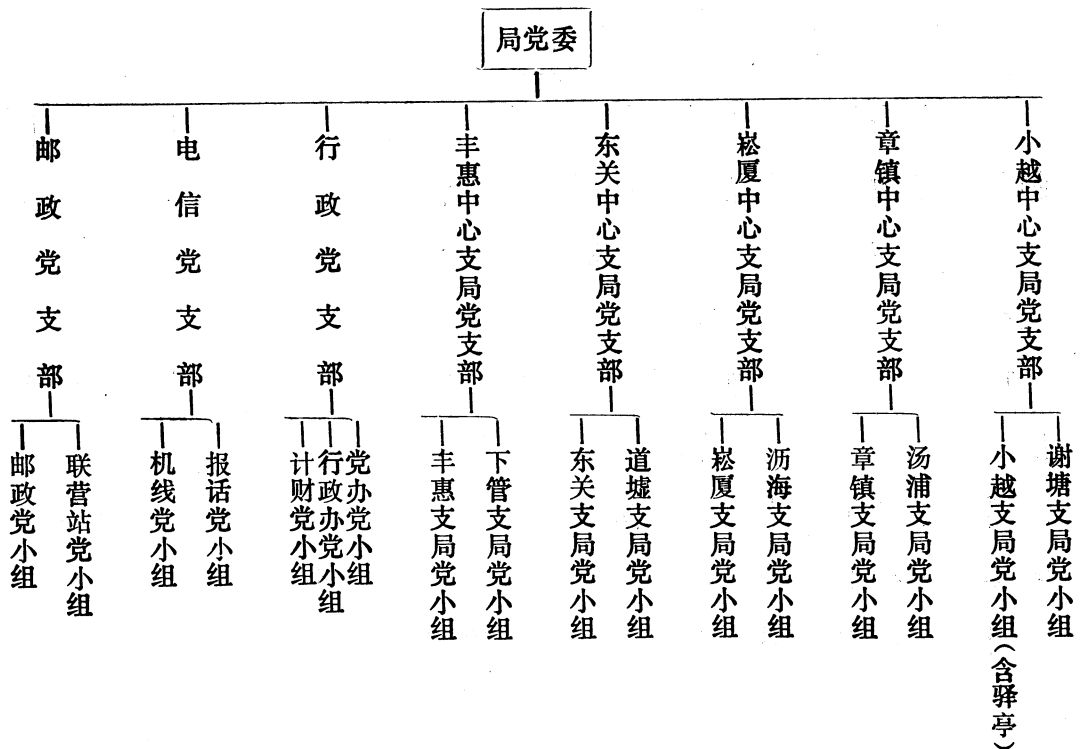 局党委
邮政党支部
电信党支部
行政党支部
丰惠中心支局党支部
东关中心支局党支部
崧厦中心支局党支部
章镇中心支局党支部
小越中心支局党支部
邮政党小组
联营站党小组
机线党小组
报话党小组
计财党小组
行政办党小组
党办党小组
丰惠支局党小组
下管支局党小组
东关支局党小组
道墟支局党小组
崧厦支局党小组
沥海支局党小组
章镇支局党小组
汤浦支局党小组
小越支局党小组(含驿亭)
谢塘支局党小组